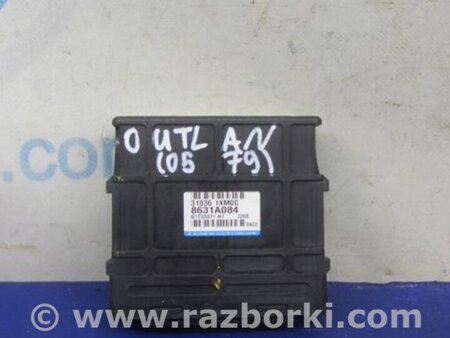 OUTLAN
(05 79)
31036 1XM0C
8631A084
www.razborki.com